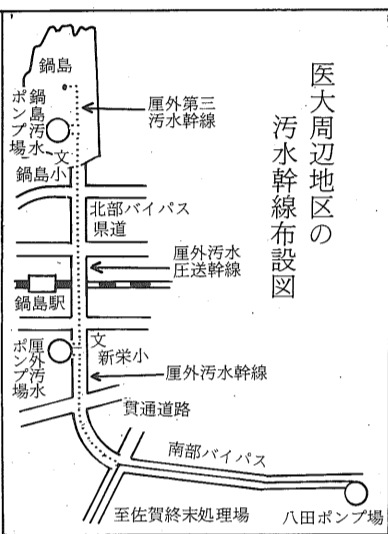 医大周辺地区の
汚水幹線布設図
鍋島
厘外第三
汚水幹線
鍋島汚水
ポンプ場
文
鍋島小
北部バイパス
県道
厘外汚水
圧送幹線
鍋島駅
厘外汚水
ポンプ場
文
新栄小
厘外汚水幹線
貫通道路
南部バイパス
至佐賀終末処理場
八田ポンプ場